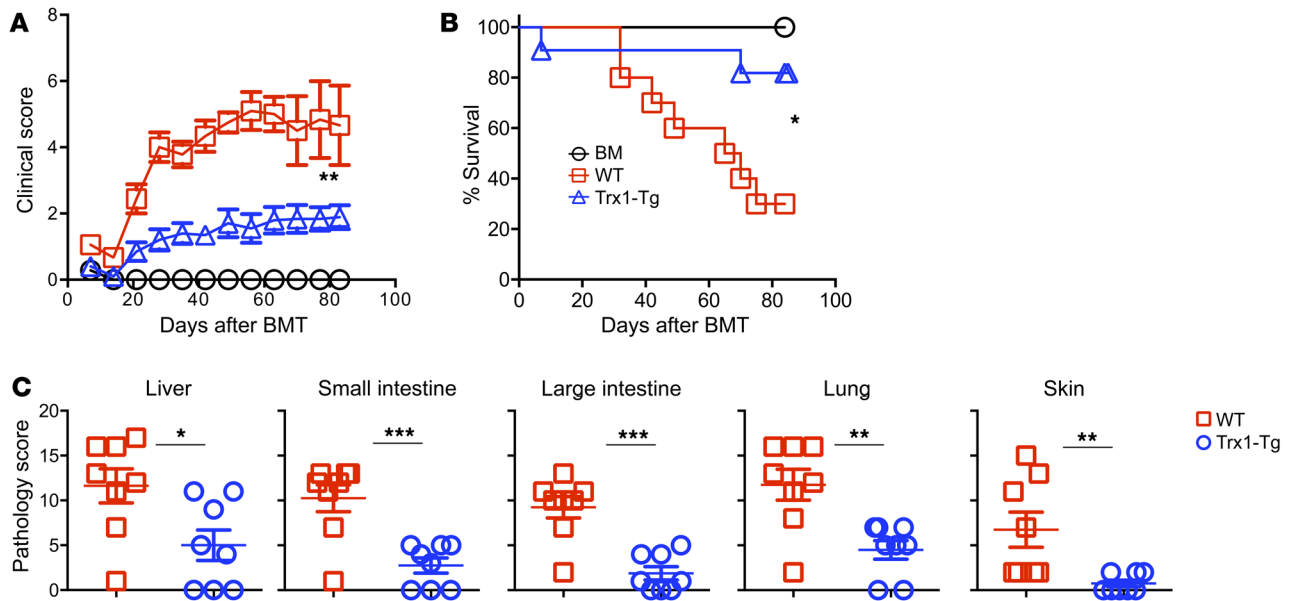 A
8
6
4
2
0
Clinical score
**
0 20 40 60 80 100
Days after BMT
B
100
80
60
40
20
0
% Survival
BM
WT
Trx1-Tg
*
0 20 40 60 80 100
Days after BMT
C
Liver
Small intestine
Large intestine
Lung
Skin
Pathology score
20
15
10
5
0
*
***
***
**
**
WT
Trx1-Tg